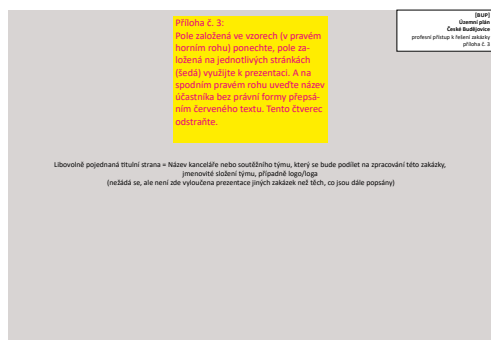 Příloha č. 3:
Pole založená ve vzorech (v pravém
horním rohu) ponechte, pole za-
ložená na jednotlivých stránkách
(šedá) využijte k prezentaci. A na
spodním pravém rohu uveďte název
účastníka bez právní formy přepsá-
ním červeného textu. Tento čtverec
odstraňte.
[BUP]
Územní plán
České Budějovice
profesní přístup k řešení zakázky
příloha č. 3
Libovolně pojednaná titulní strana = Název kanceláře nebo soutěžního týmu, který se bude podílet na zpracování této zakázky,
jmenovité složení týmu, případně logo/loga
(nežádá se, ale není zde vyloučena prezentace jiných zakázek než těch, co jsou dále popsány)